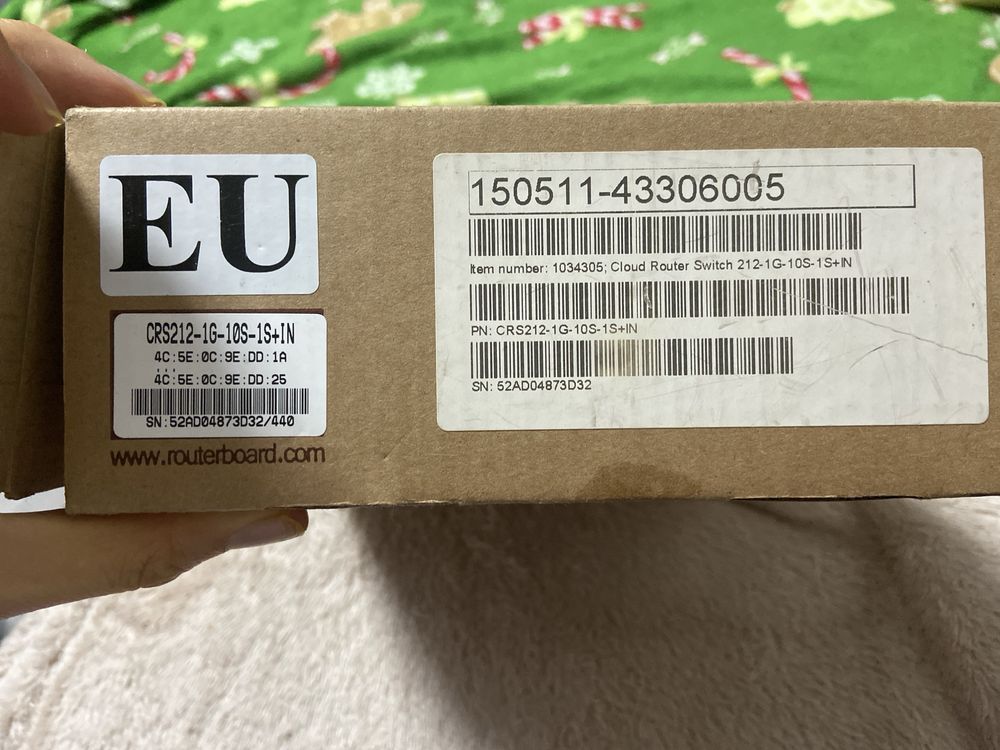 EU
CRS212-1G-10S-1S+IN
4C:5E:0C:9E:DD:1A
...
4C:5E:0C:9E:DD:25
SN:52AD04873D32/440
www.routerboard.com
150511-43306005
Item number: 1034305; Cloud Router Switch 212-1G-10S-1S+IN
PN: CRS212-1G-10S-1S+IN
SN: 52AD04873D32